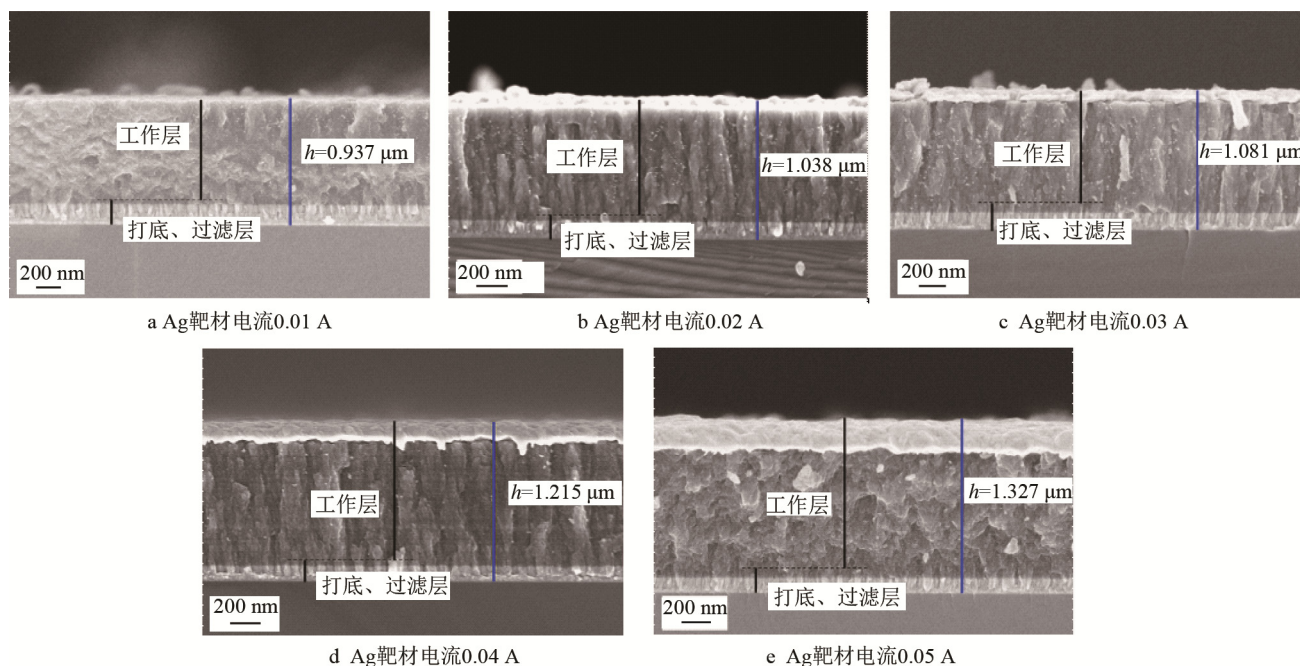 工作层
h=0.937 μm
打底、过滤层
200 nm
a Ag靶材电流0.01 A
工作层
h=1.038 μm
打底、过滤层
200 nm
b Ag靶材电流0.02 A
工作层
h=1.081 μm
打底、过滤层
200 nm
c Ag靶材电流0.03 A
工作层
h=1.215 μm
打底、过滤层
200 nm
d Ag靶材电流0.04 A
工作层
h=1.327 μm
打底、过滤层
200 nm
e Ag靶材电流0.05 A